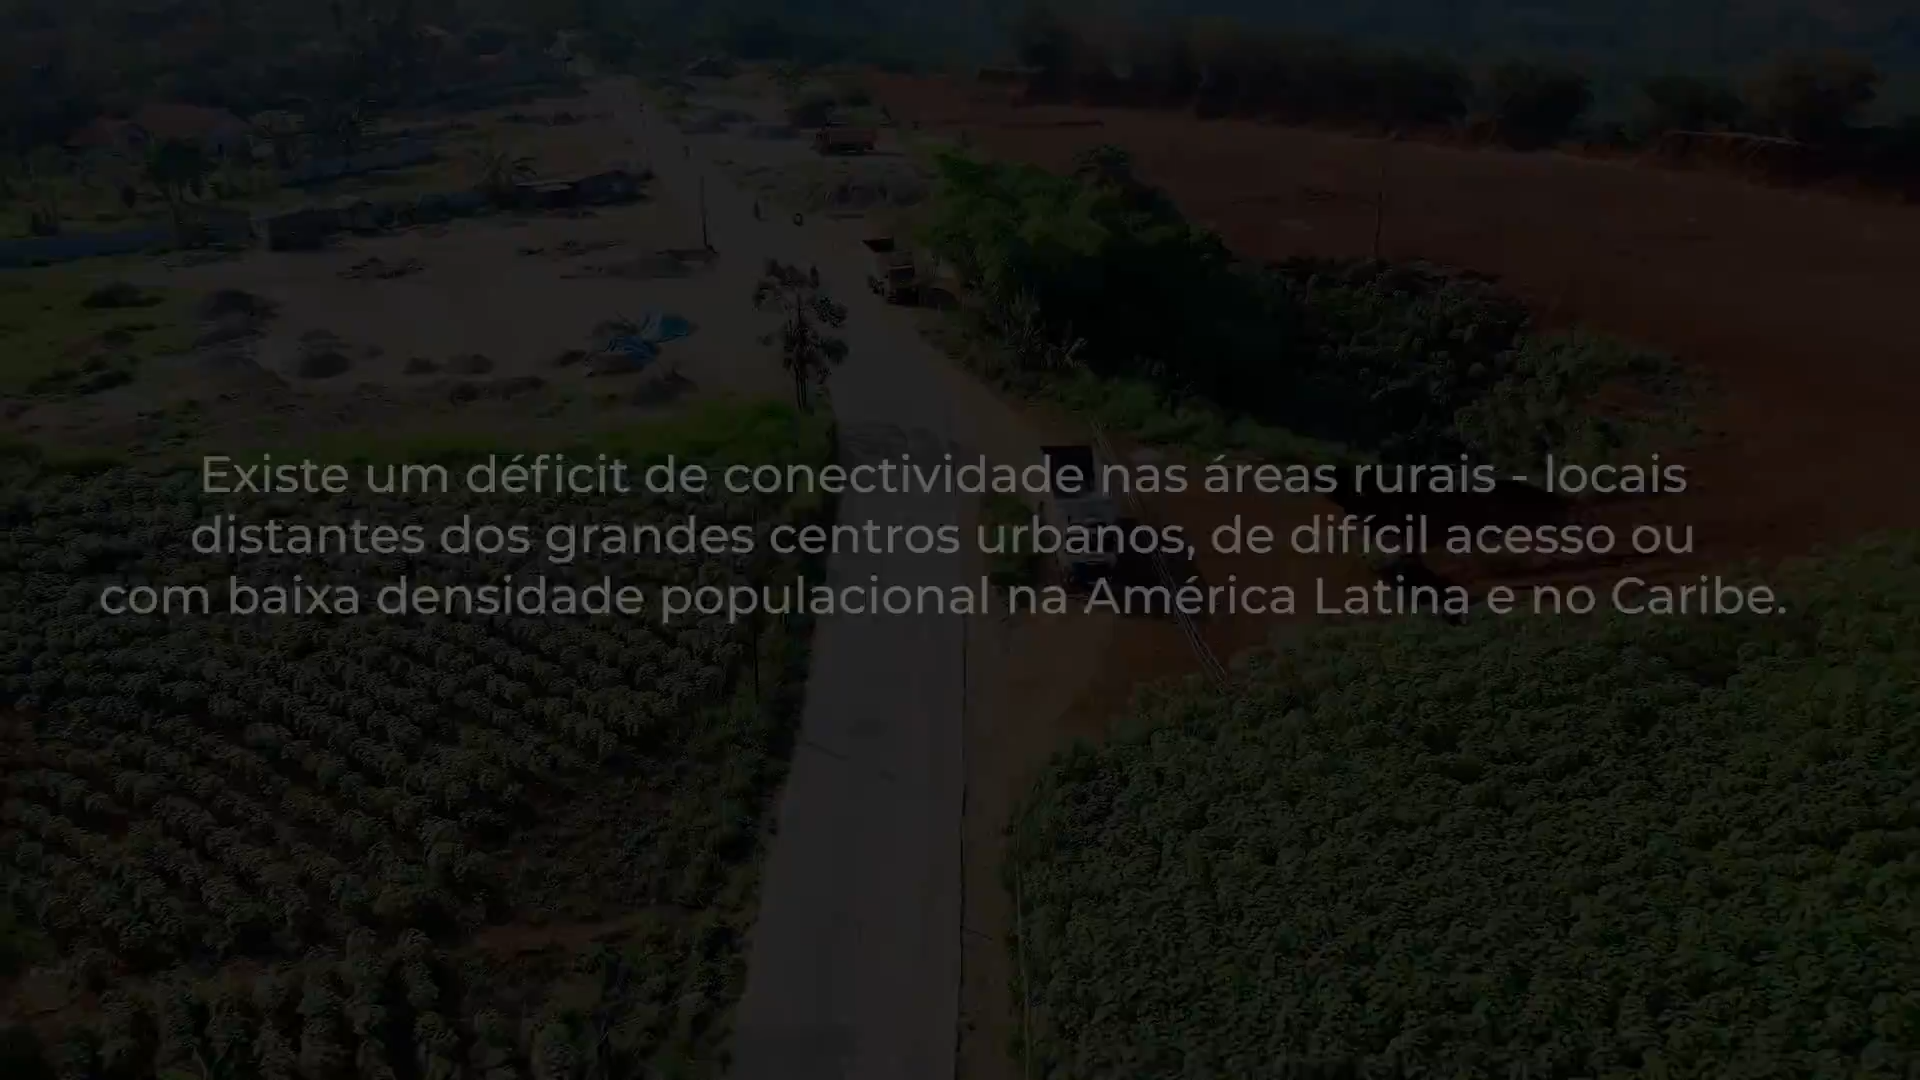 Existe um déficit de conectividade nas áreas rurais - locais
distantes dos grandes centros urbanos, de difícil acesso ou
com baixa densidade populacional na América Latina e no Caribe.